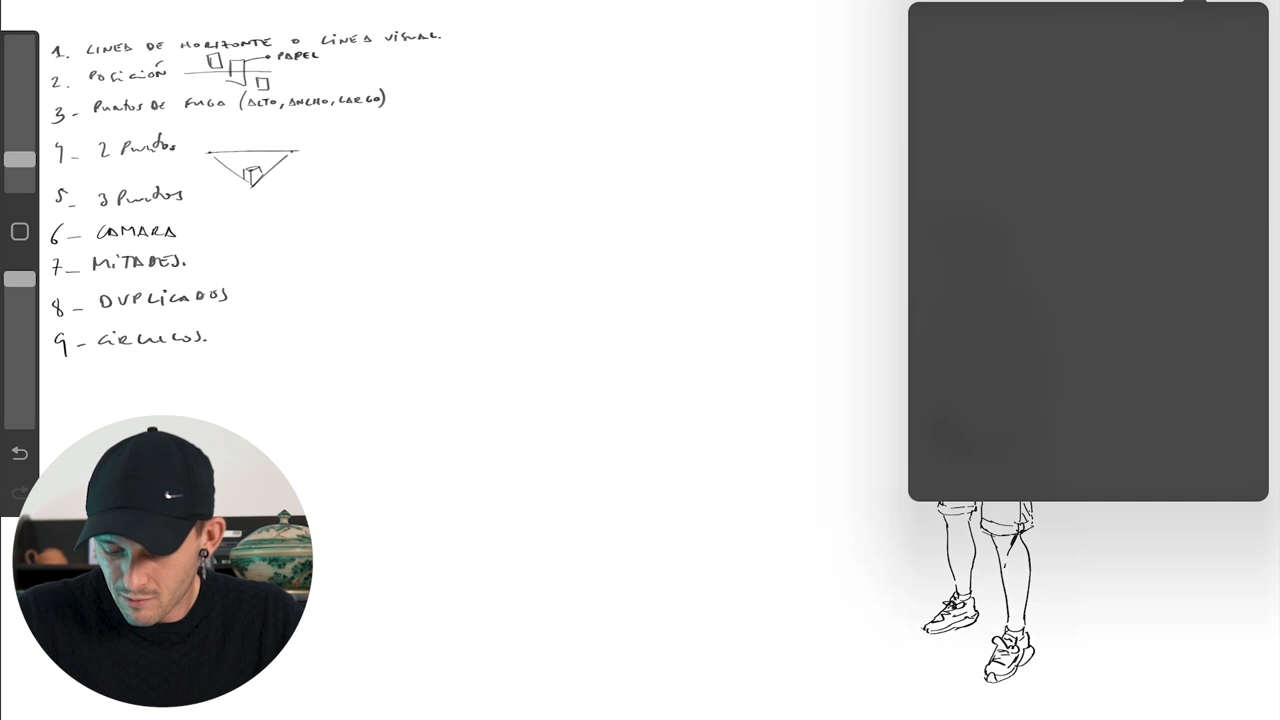 1. LINEA DE HORIZONTE O LINEA VISUAL.
2. POSICIÓN PAPEL
3- PUNTOS DE FUGA (ALTO, ANCHO, LARGO)
4- 2 PUNTOS
5- 3 PUNTOS
6- CAMARA
7- MITADES.
8- DUPLICADOS
9- CIRCULOS.